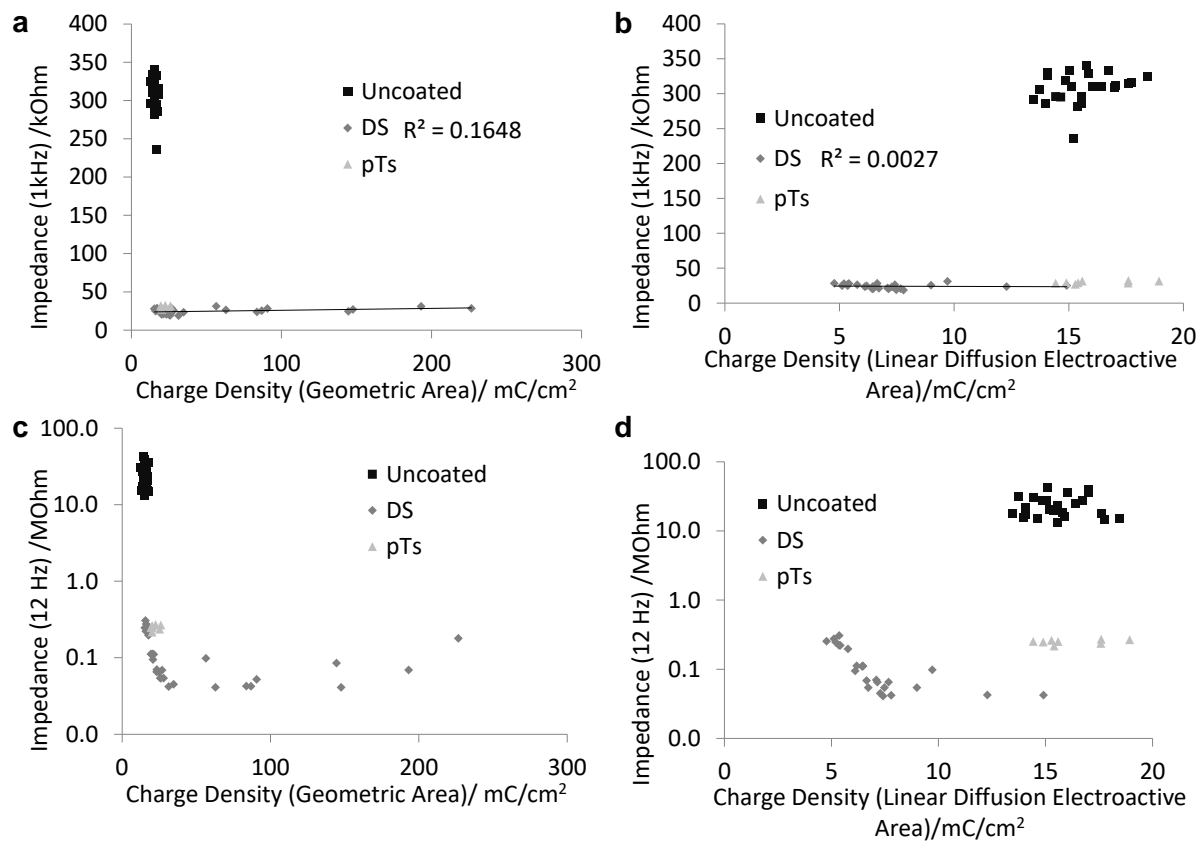 a
400
350
300
250
200
150
100
50
0
Impedance (1kHz) /kOhm
Uncoated
DS R² = 0.1648
pTs
0 100 200 300
Charge Density (Geometric Area)/ mC/cm²
b
400
350
300
250
200
150
100
50
0
Impedance (1kHz) /kOhm
Uncoated
DS R² = 0.0027
pTs
0 5 10 15 20
Charge Density (Linear Diffusion Electroactive
Area)/mC/cm²
c
100.0
10.0
1.0
0.1
0.0
Impedance (12 Hz) /MOhm
Uncoated
DS
pTs
0 100 200 300
Charge Density (Geometric Area)/ mC/cm²
d
100.0
10.0
1.0
0.1
0.0
Impedance (12 Hz) /MOhm
Uncoated
DS
pTs
0 5 10 15 20
Charge Density (Linear Diffusion Electroactive
Area)/mC/cm²